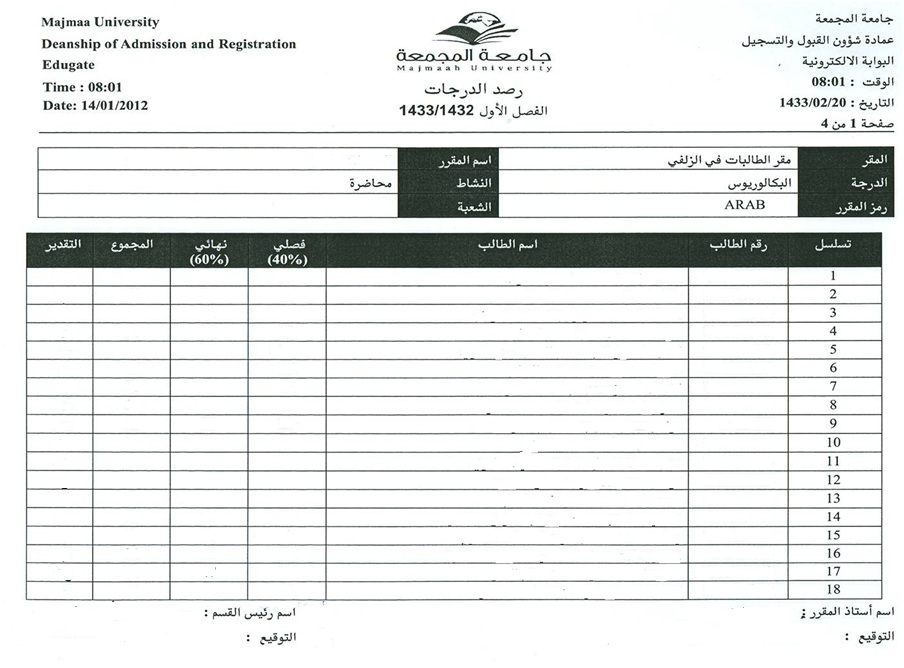 Majmaa University
Deanship of Admission and Registration
Edugate
Time : 08:01
Date: 14/01/2012
جامعة المجمعة
Majmaah University
رصد الدرجات
الفصل الأول 1433/1432
جامعة المجمعة
عمادة شؤون القبول والتسجيل
البوابة الالكترونية
الوقت : 08:01
التاريخ : 1433/02/20
صفحة 1 من 4
المقر مقر الطالبات في الزلفي اسم المقرر
الدرجة البكالوريوس النشاط محاضرة
رمز المقرر ARAB الشعبة
تسلسل رقم الطالب اسم الطالب فصلي (40%) نهائي (60%) المجموع التقدير
1
2
3
4
5
6
7
8
9
10
11
12
13
14
15
16
17
18
اسم أستاذ المقرر : اسم رئيس القسم :
التوقيع : التوقيع :